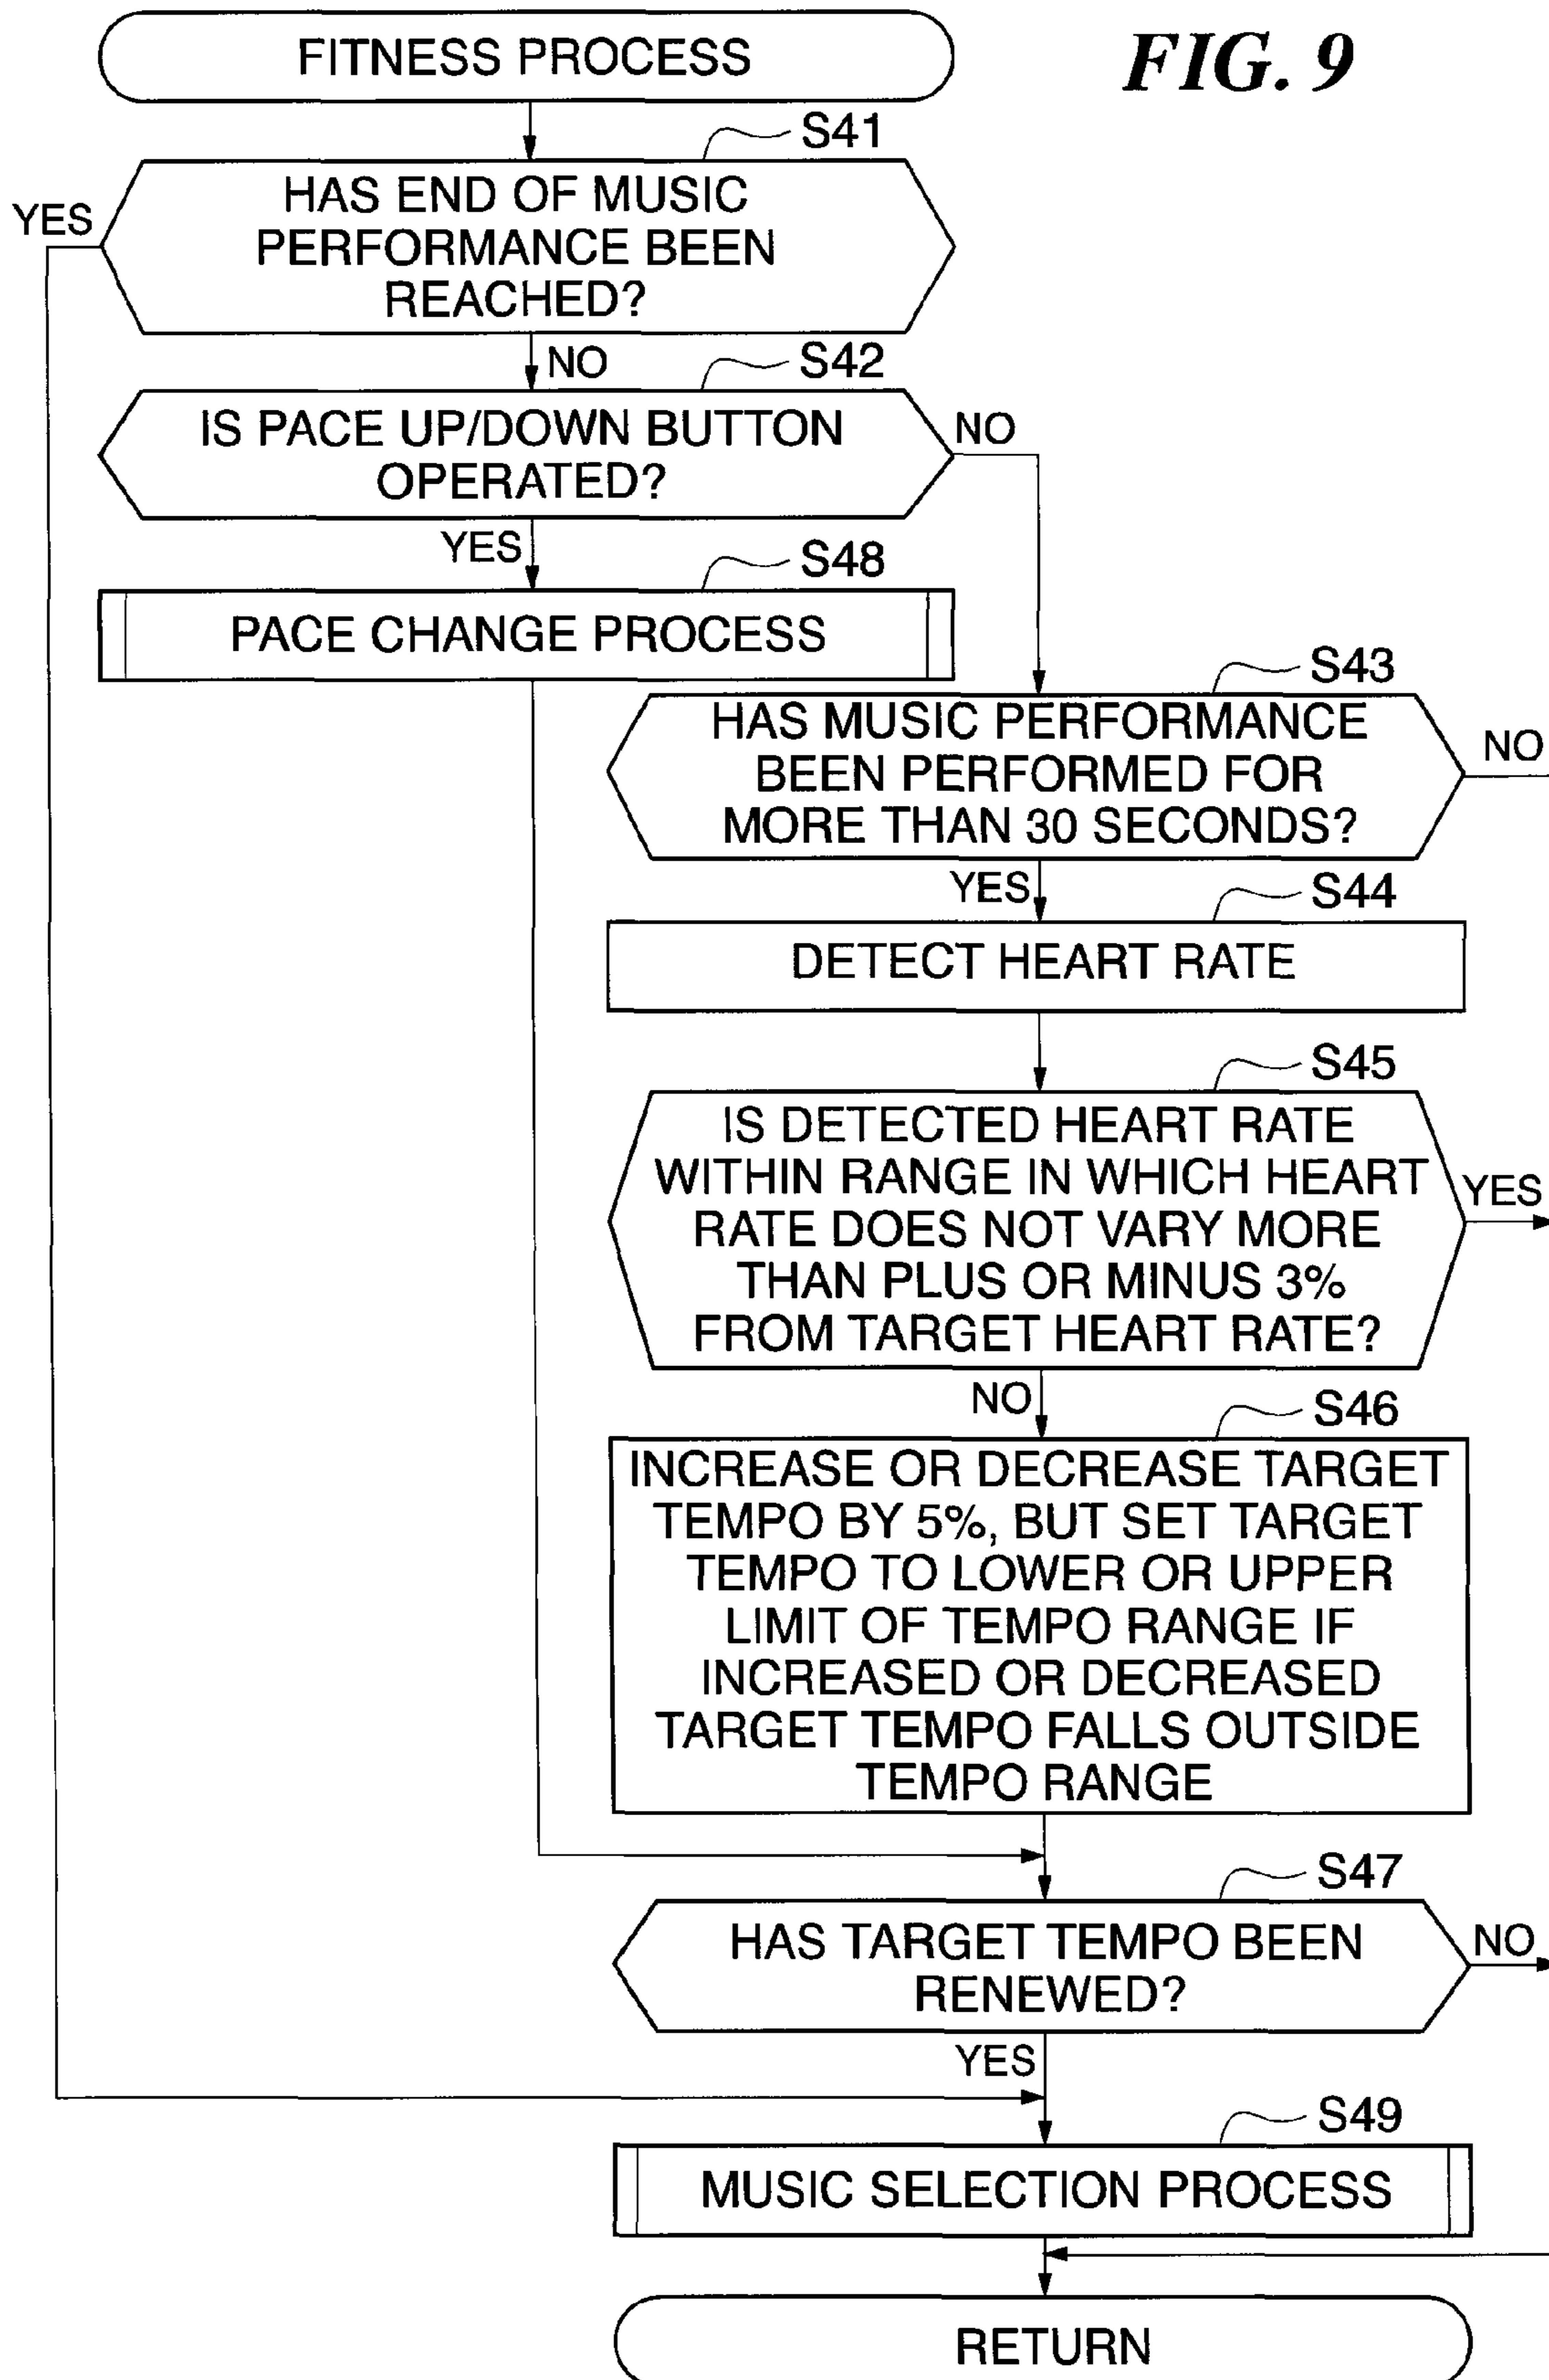 FIG. 9
FITNESS PROCESS
S41
HAS END OF MUSIC
PERFORMANCE BEEN
REACHED?
YES
NO
S42
IS PACE UP/DOWN BUTTON
OPERATED?
NO
YES
S48
PACE CHANGE PROCESS
S43
HAS MUSIC PERFORMANCE
BEEN PERFORMED FOR
MORE THAN 30 SECONDS?
NO
YES
S44
DETECT HEART RATE
S45
IS DETECTED HEART RATE
WITHIN RANGE IN WHICH HEART
RATE DOES NOT VARY MORE
THAN PLUS OR MINUS 3%
FROM TARGET HEART RATE?
YES
NO
S46
INCREASE OR DECREASE TARGET
TEMPO BY 5%, BUT SET TARGET
TEMPO TO LOWER OR UPPER
LIMIT OF TEMPO RANGE IF
INCREASED OR DECREASED
TARGET TEMPO FALLS OUTSIDE
TEMPO RANGE
S47
HAS TARGET TEMPO BEEN
RENEWED?
NO
YES
S49
MUSIC SELECTION PROCESS
RETURN